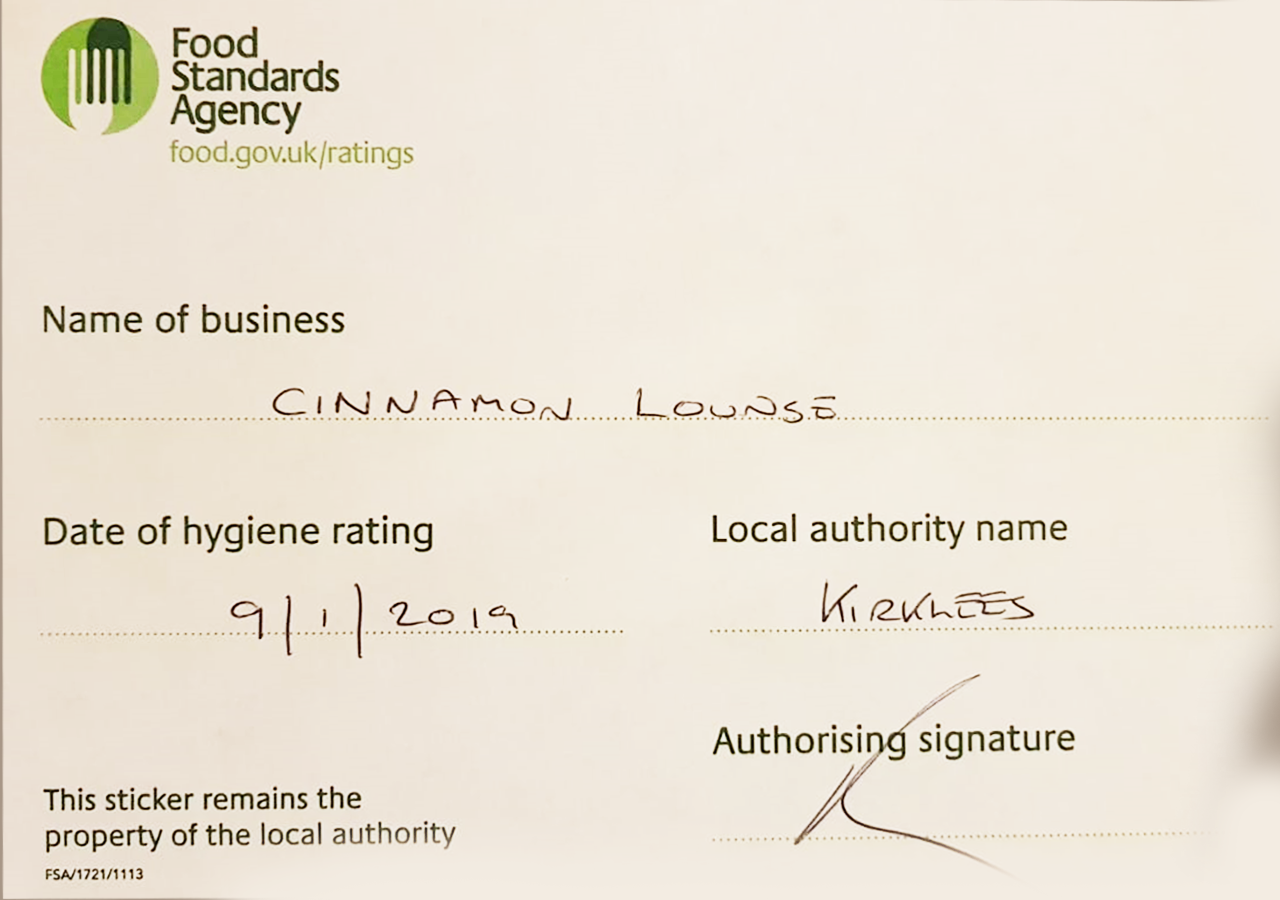 Food
Standards
Agency
food.gov.uk/ratings
Name of business
CINNAMON LOUNGE
Date of hygiene rating
9/1/2019
Local authority name
KIRKLEES
Authorising signature
This sticker remains the
property of the local authority
FSA/1721/1113